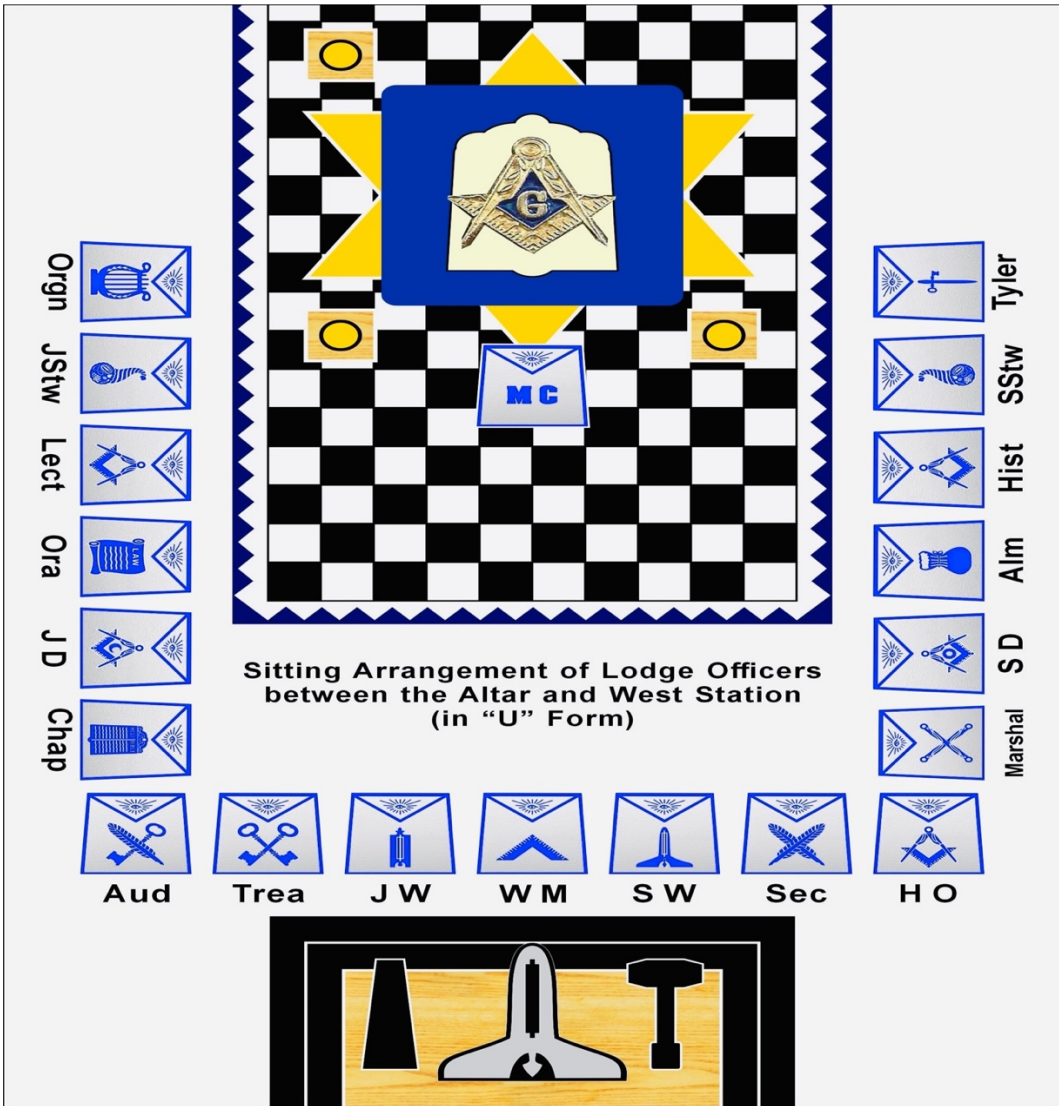 G
Orgn
JStw
Lect
Ora
J D
Chap
M C
Tyler
SStw
Hist
Alm
S D
Marshal
LAW
Sitting Arrangement of Lodge Officers
between the Altar and West Station
(in “U” Form)
Aud Trea J W W M S W Sec H O